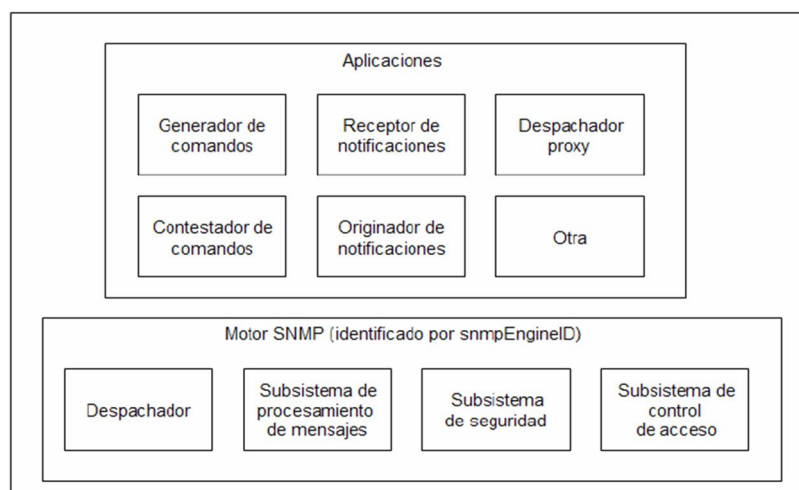 Aplicaciones
Generador de
comandos
Receptor de
notificaciones
Despachador
proxy
Contestador de
comandos
Originador de
notificaciones
Otra
Motor SNMP (identificado por snmpEngineID)
Despachador
Subsistema de
procesamiento
de mensajes
Subsistema
de seguridad
Subsistema de
control
de acceso